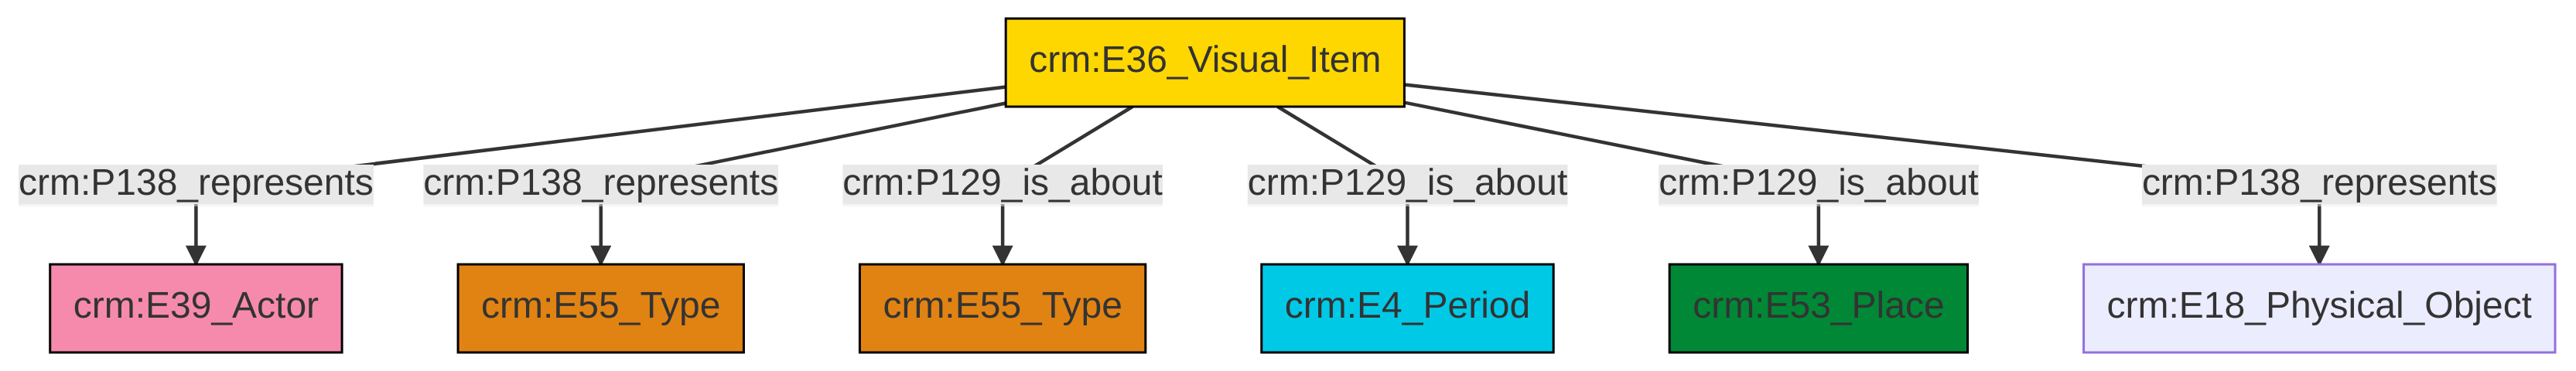 crm:E36_Visual_Item
crm:P138_represents
crm:P138_represents
crm:P129_is_about
crm:P129_is_about
crm:P129_is_about
crm:P138_represents
crm:E39_Actor
crm:E55_Type
crm:E55_Type
crm:E4_Period
crm:E53_Place
crm:E18_Physical_Object